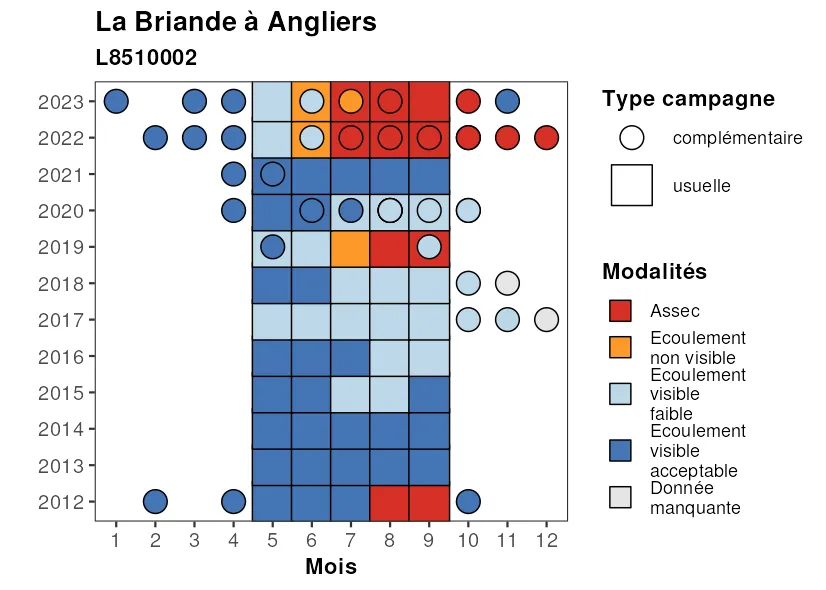 La Briande à Angliers
L8510002
2023
2022
2021
2020
2019
2018
2017
2016
2015
2014
2013
2012
1 2 3 4 5 6 7 8 9 10 11 12
Mois
Type campagne
complémentaire
usuelle
Modalités
Assec
Ecoulement
non visible
Ecoulement
visible
faible
Ecoulement
visible
acceptable
Donnée
manquante